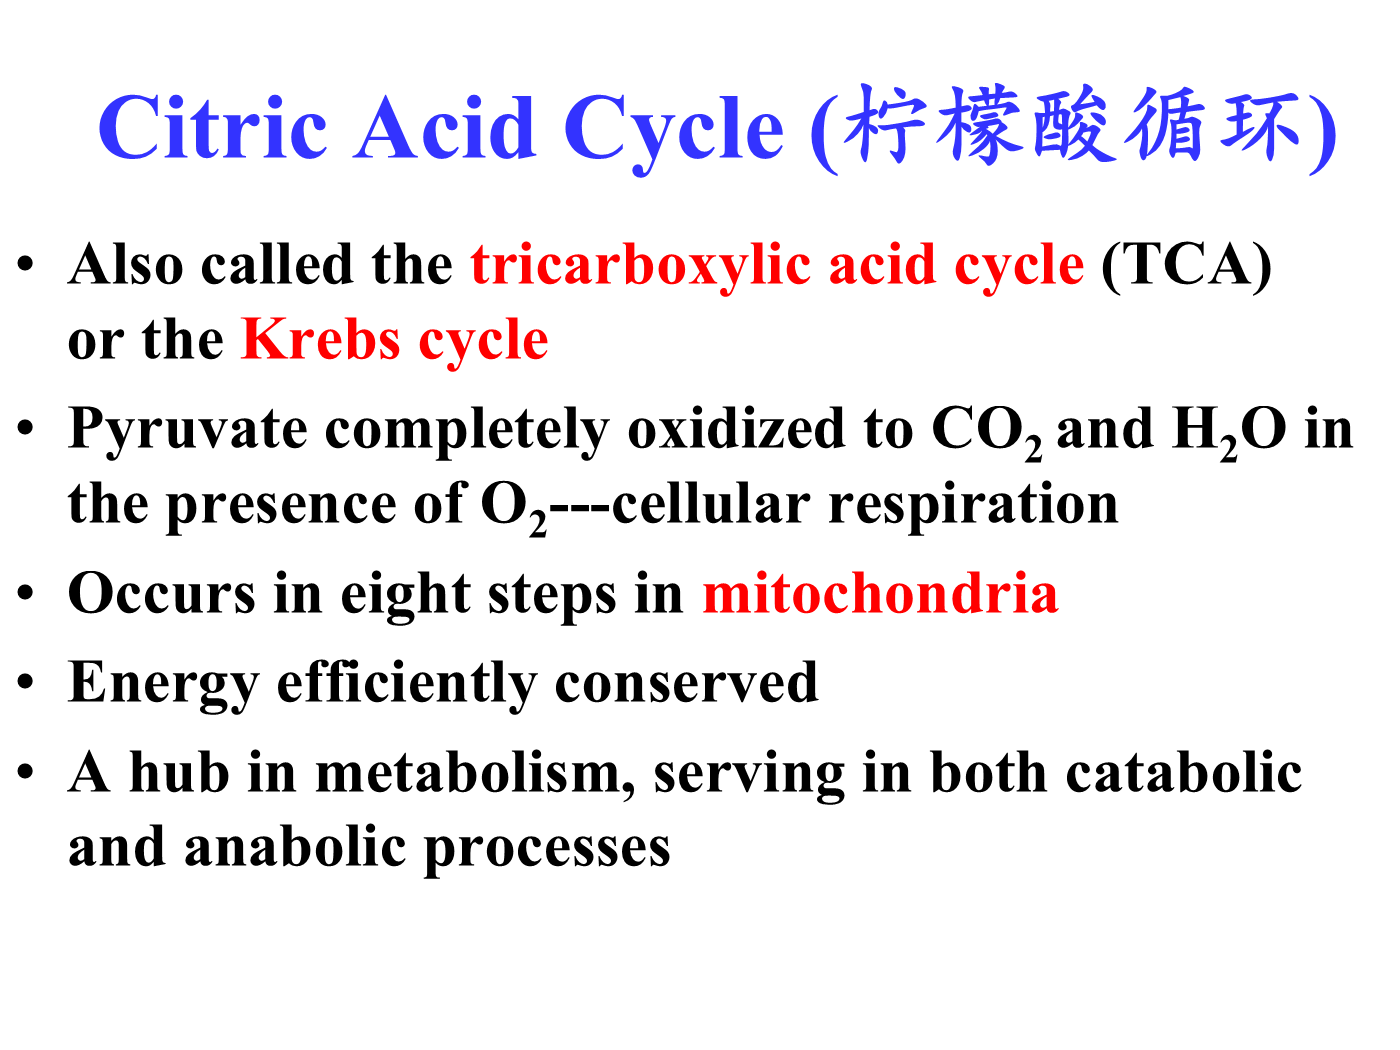 Citric Acid Cycle (柠檬酸循环)
• Also called the tricarboxylic acid cycle (TCA)
or the Krebs cycle
• Pyruvate completely oxidized to CO₂ and H₂O in
the presence of O₂---cellular respiration
• Occurs in eight steps in mitochondria
• Energy efficiently conserved
• A hub in metabolism, serving in both catabolic
and anabolic processes